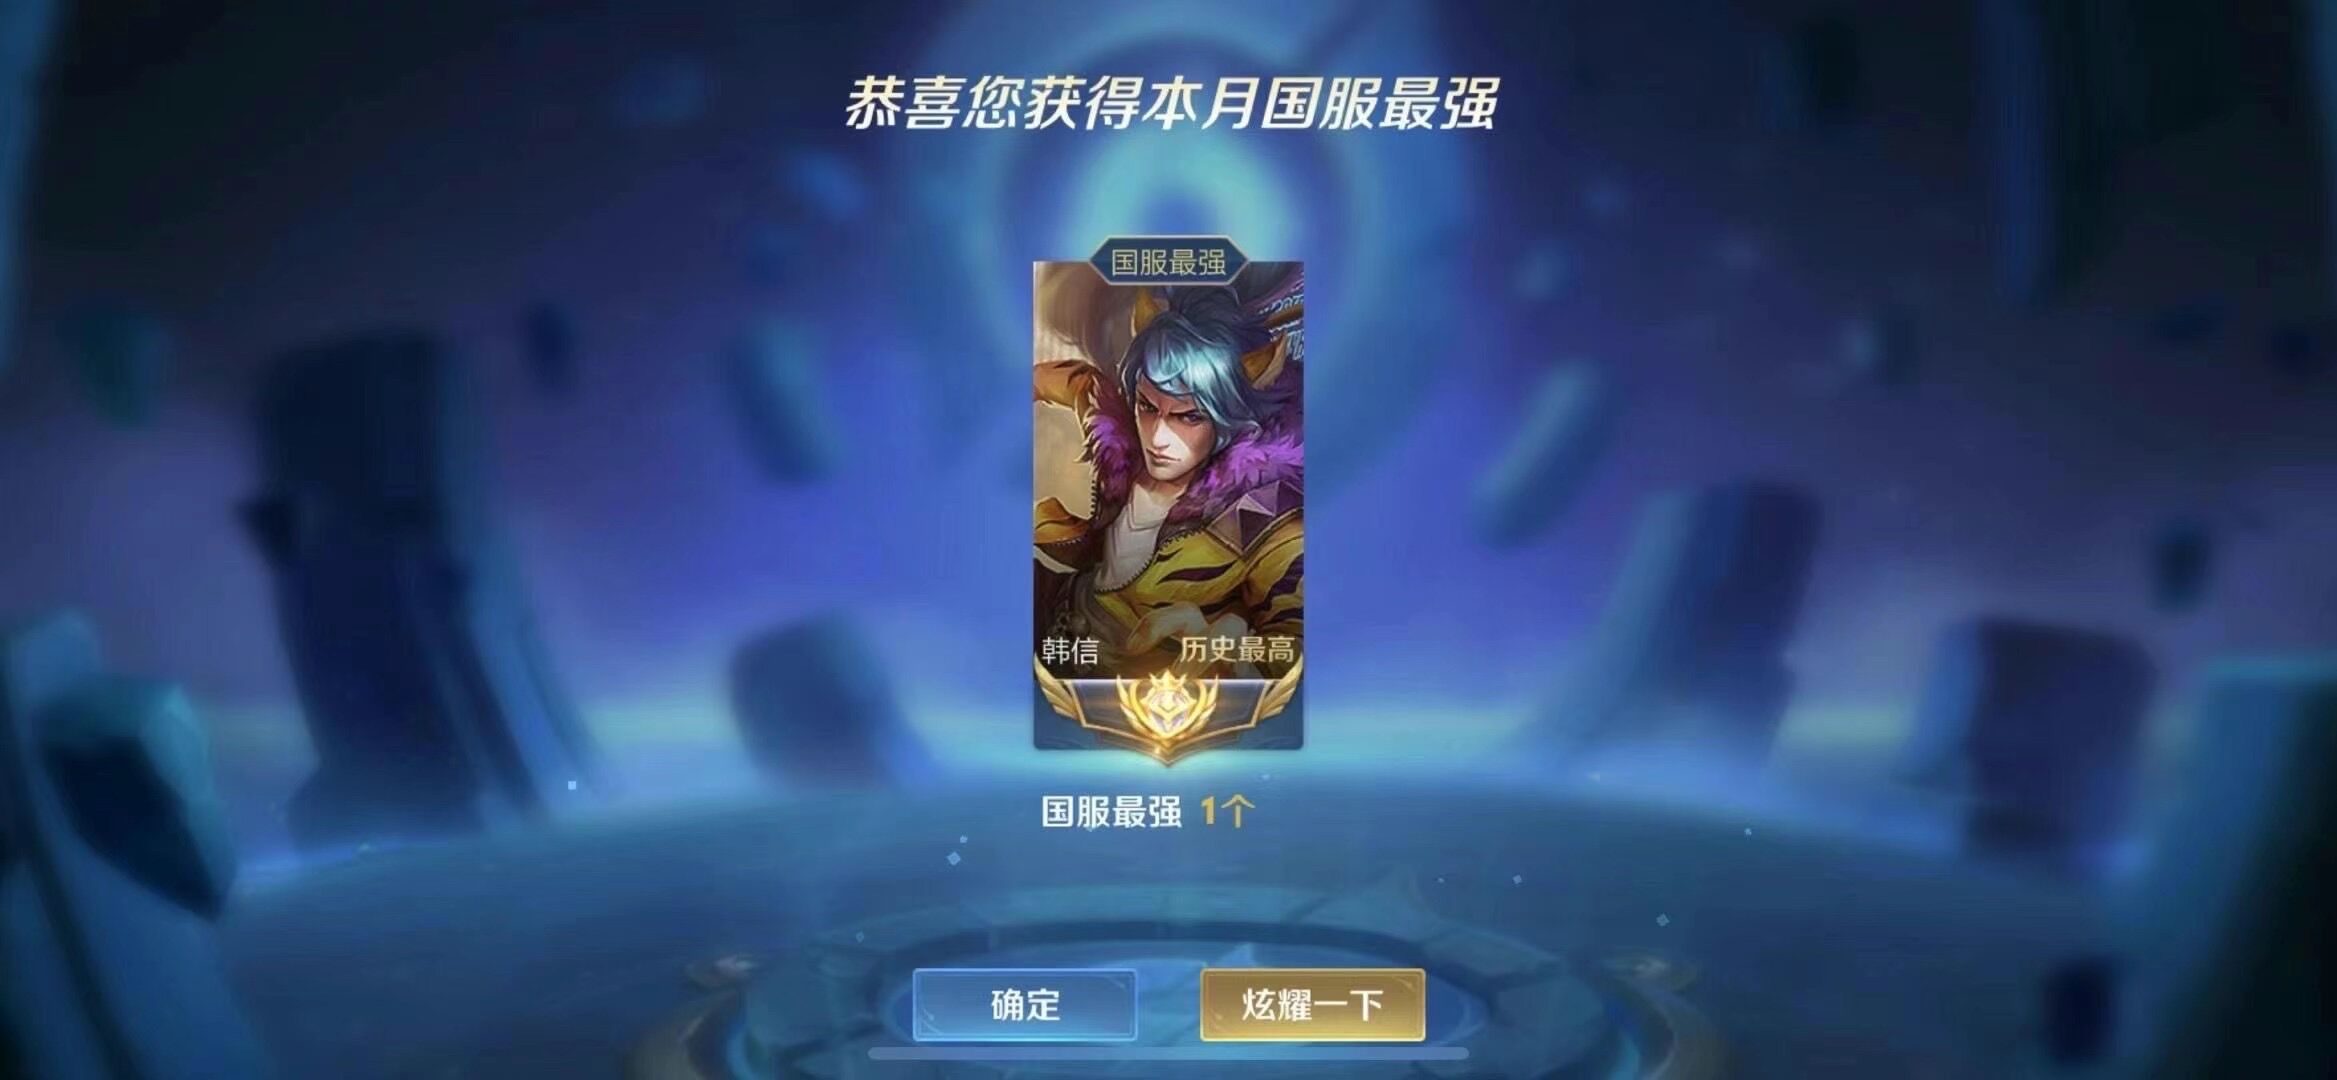 恭喜您获得本月国服最强
国服最强
韩信 历史最高
国服最强 1个
确定 炫耀一下